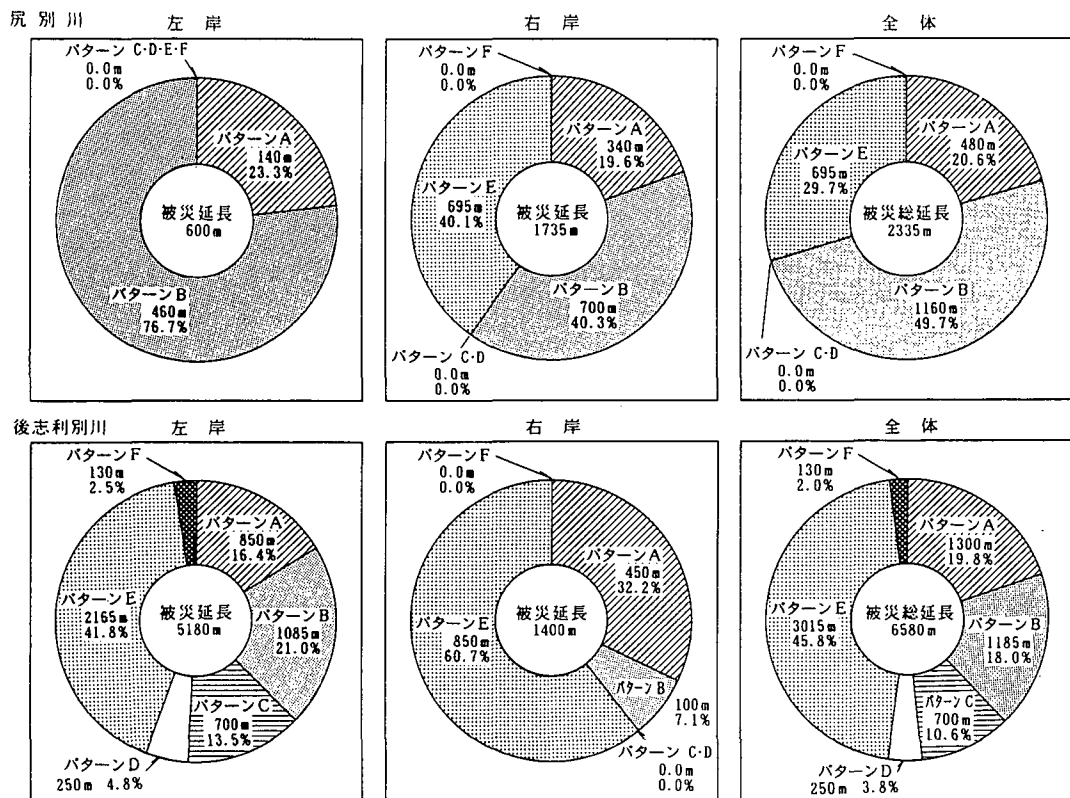 尻別川
左岸
パターン C·D·E·F
0.0m
0.0%
パターンA
140m
23.3%
被災延長
600m
パターンB
460m
76.7%
右岸
パターンF
0.0m
0.0%
パターンA
340m
19.6%
パターンE
695m
40.1%
被災延長
1735m
パターンB
700m
40.3%
パターン C·D
0.0m
0.0%
全体
パターンF
0.0m
0.0%
パターンA
480m
20.6%
パターンE
695m
29.7%
被災総延長
2335m
パターンB
1160m
49.7%
パターン C·D
0.0m
0.0%
後志利別川
左岸
パターンF
130m
2.5%
パターンA
850m
16.4%
パターンE
2165m
41.8%
被災延長
5180m
パターンB
1085m
21.0%
パターンC
700m
13.5%
パターンD
250m 4.8%
右岸
パターンF
0.0m
0.0%
パターンA
450m
32.2%
パターンE
850m
60.7%
被災延長
1400m
パターンB
100m
7.1%
パターン C·D
0.0m
0.0%
全体
パターンF
130m
2.0%
パターンA
1300m
19.8%
パターンE
3015m
45.8%
被災総延長
6580m
パターンB
1185m
18.0%
パターンC
700m
10.6%
パターンD
250m 3.8%